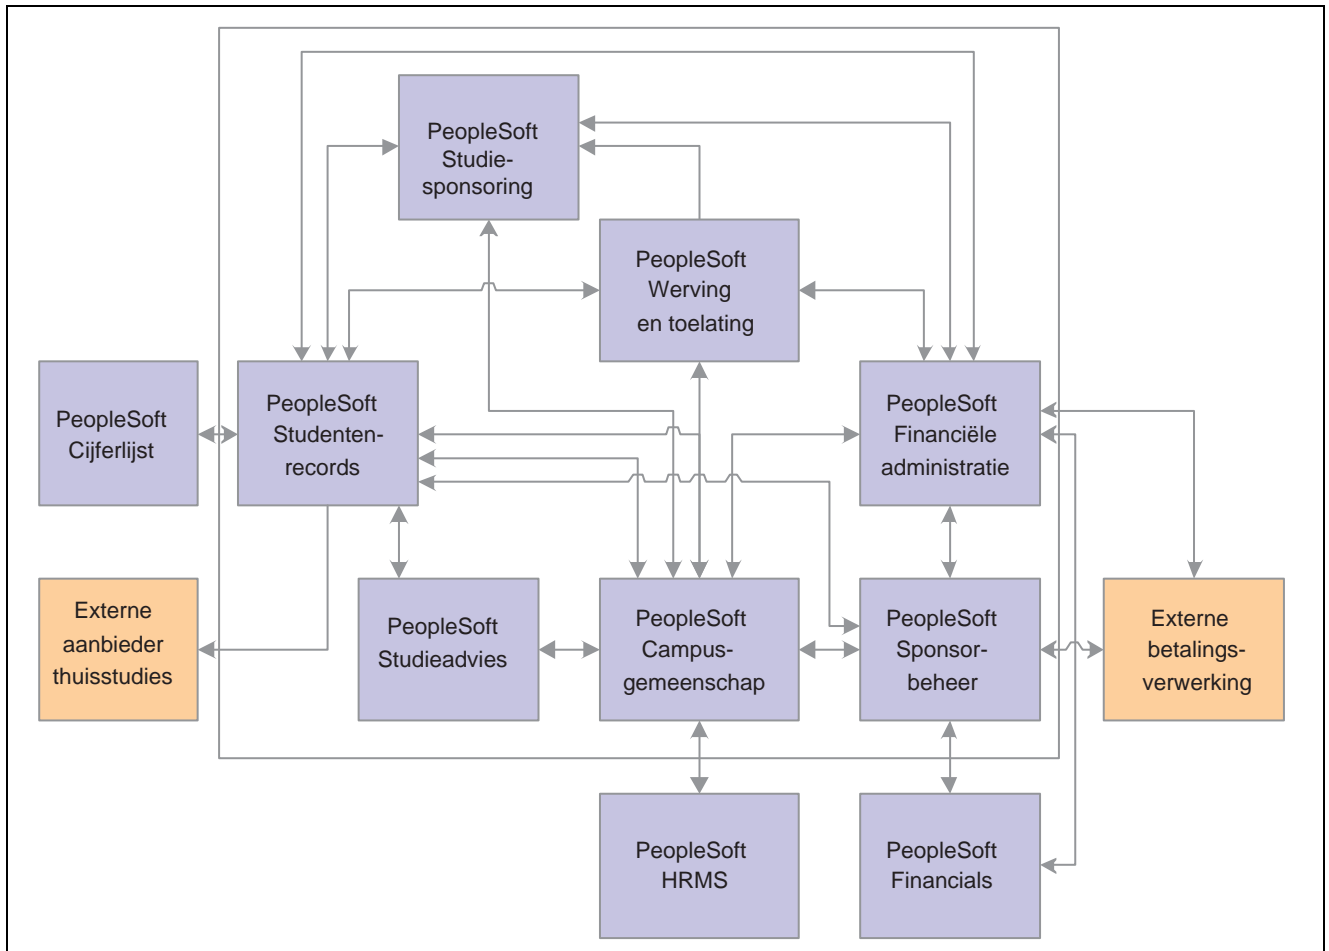 PeopleSoft
Studie-
sponsoring
PeopleSoft
Werving
en toelating
PeopleSoft
Cijferlijst
PeopleSoft
Studenten-
records
PeopleSoft
Financiële
administratie
Externe
aanbieder
thuisstudies
PeopleSoft
Studieadvies
PeopleSoft
Campus-
gemeenschap
PeopleSoft
Sponsor-
beheer
Externe
betalings-
verwerking
PeopleSoft
HRMS
PeopleSoft
Financials